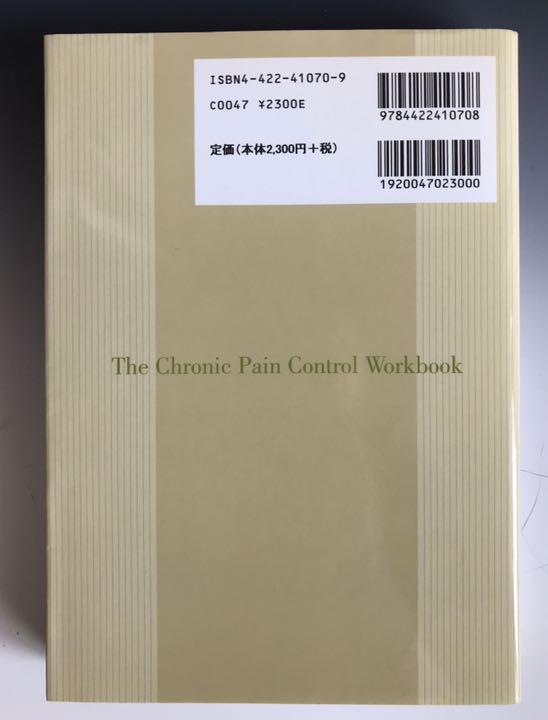 ISBN4-422-41070-9
C0047 ¥2300E
定価(本体2,300円+税)
9784422410708
1920047023000
The Chronic Pain Control Workbook